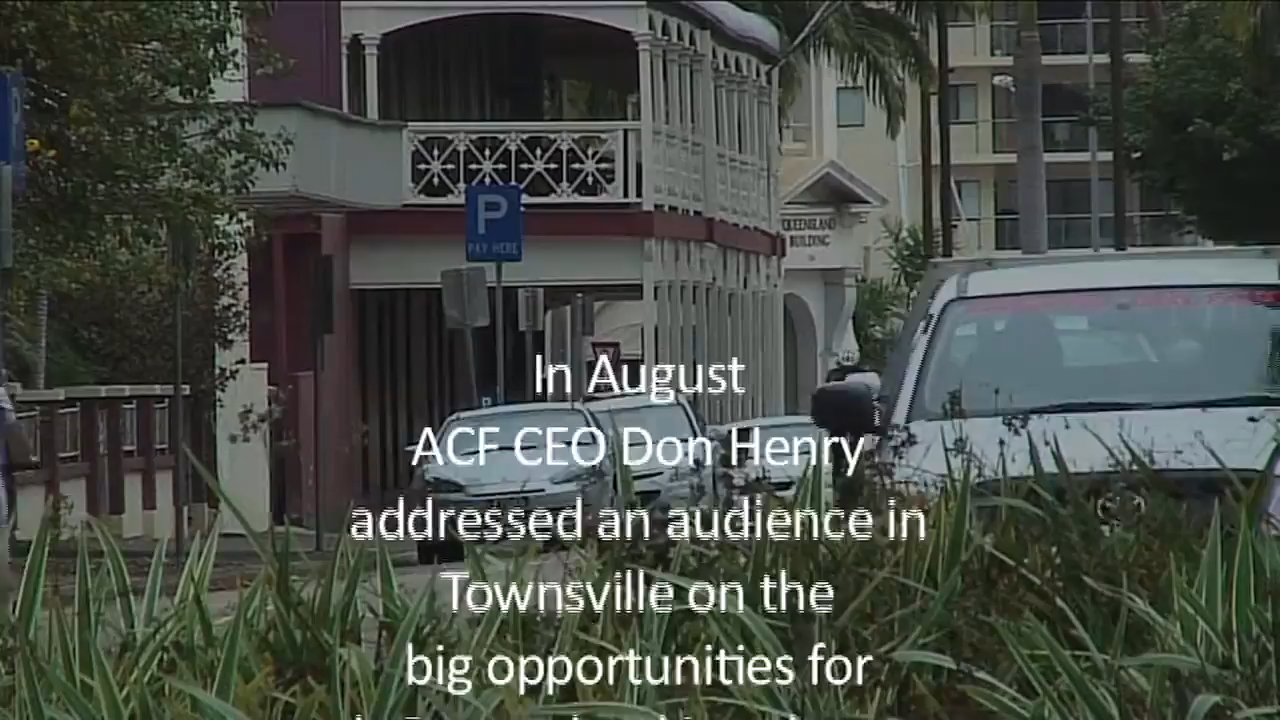 P
PAY HERE
QUEENSLAND
BUILDING
In August
ACF CEO Don Henry
addressed an audience in
Townsville on the
big opportunities for